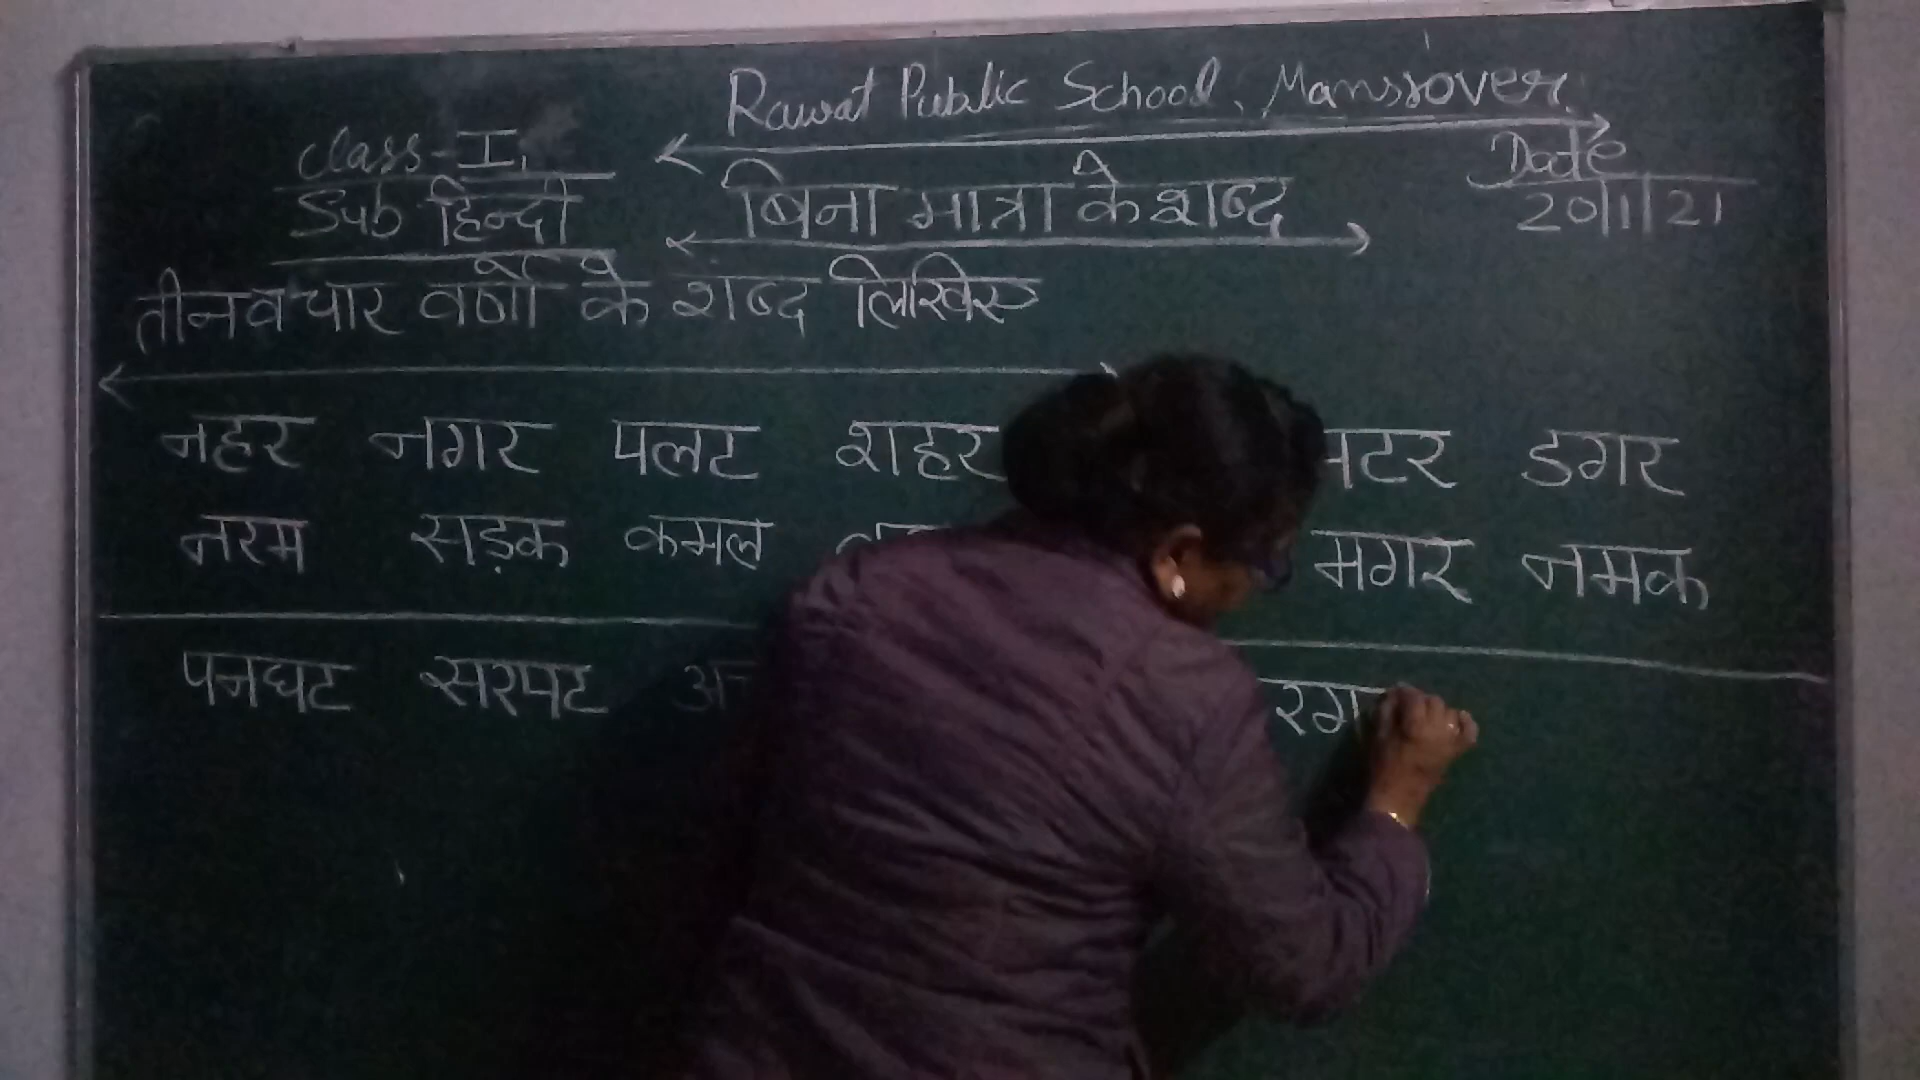 Rawat Public School, Mansrover.
Class-I,
Sub हिन्दी
बिना मात्रा के शब्द
Date
20/1/21
तीन व चार वर्णों के शब्द लिखिए
नहर नगर पलट शहर मटर डगर
नरम सड़क कमल मगर नमक
पनघट सरपट